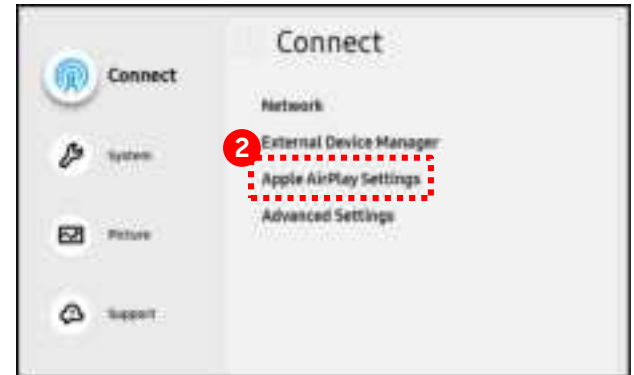 Connect
System
Picture
Support
Connect
Network
External Device Manager
2
Apple AirPlay Settings
Advanced Settings